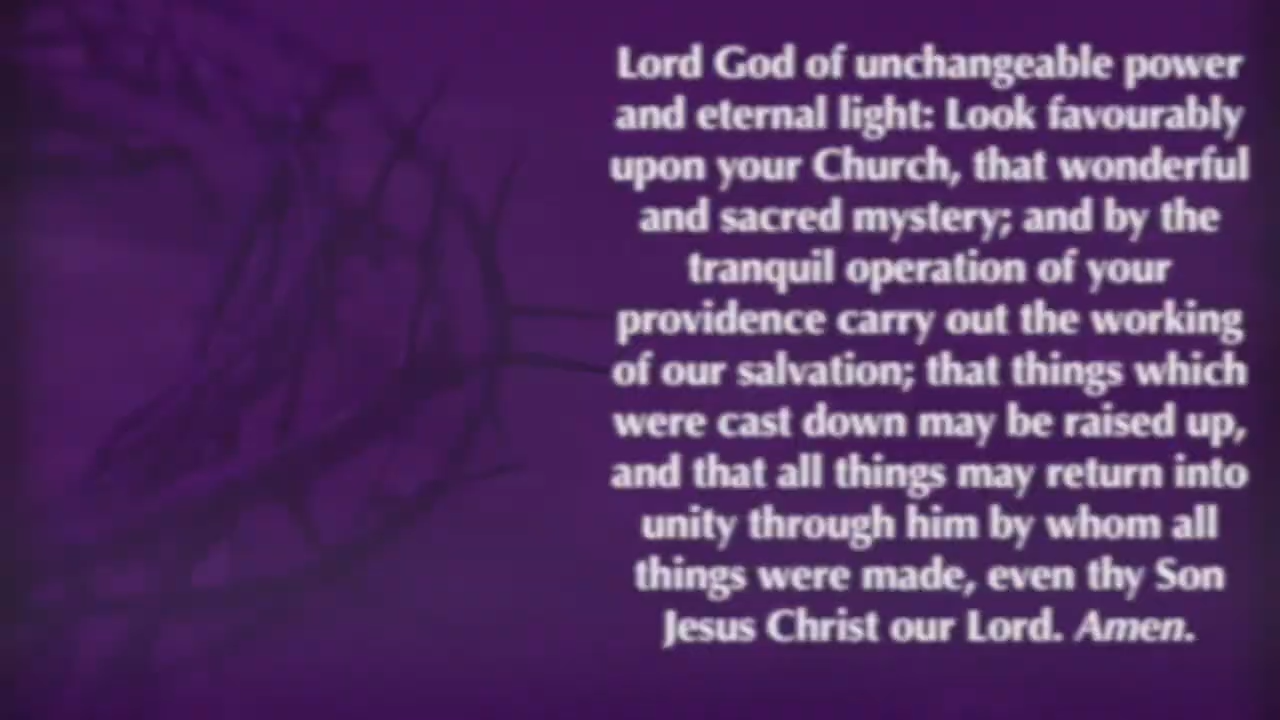 Lord God of unchangeable power
and eternal light: Look favourably
upon your Church, that wonderful
and sacred mystery; and by the
tranquil operation of your
providence carry out the working
of our salvation; that things which
were cast down may be raised up,
and that all things may return into
unity through him by whom all
things were made, even thy Son
Jesus Christ our Lord. Amen.